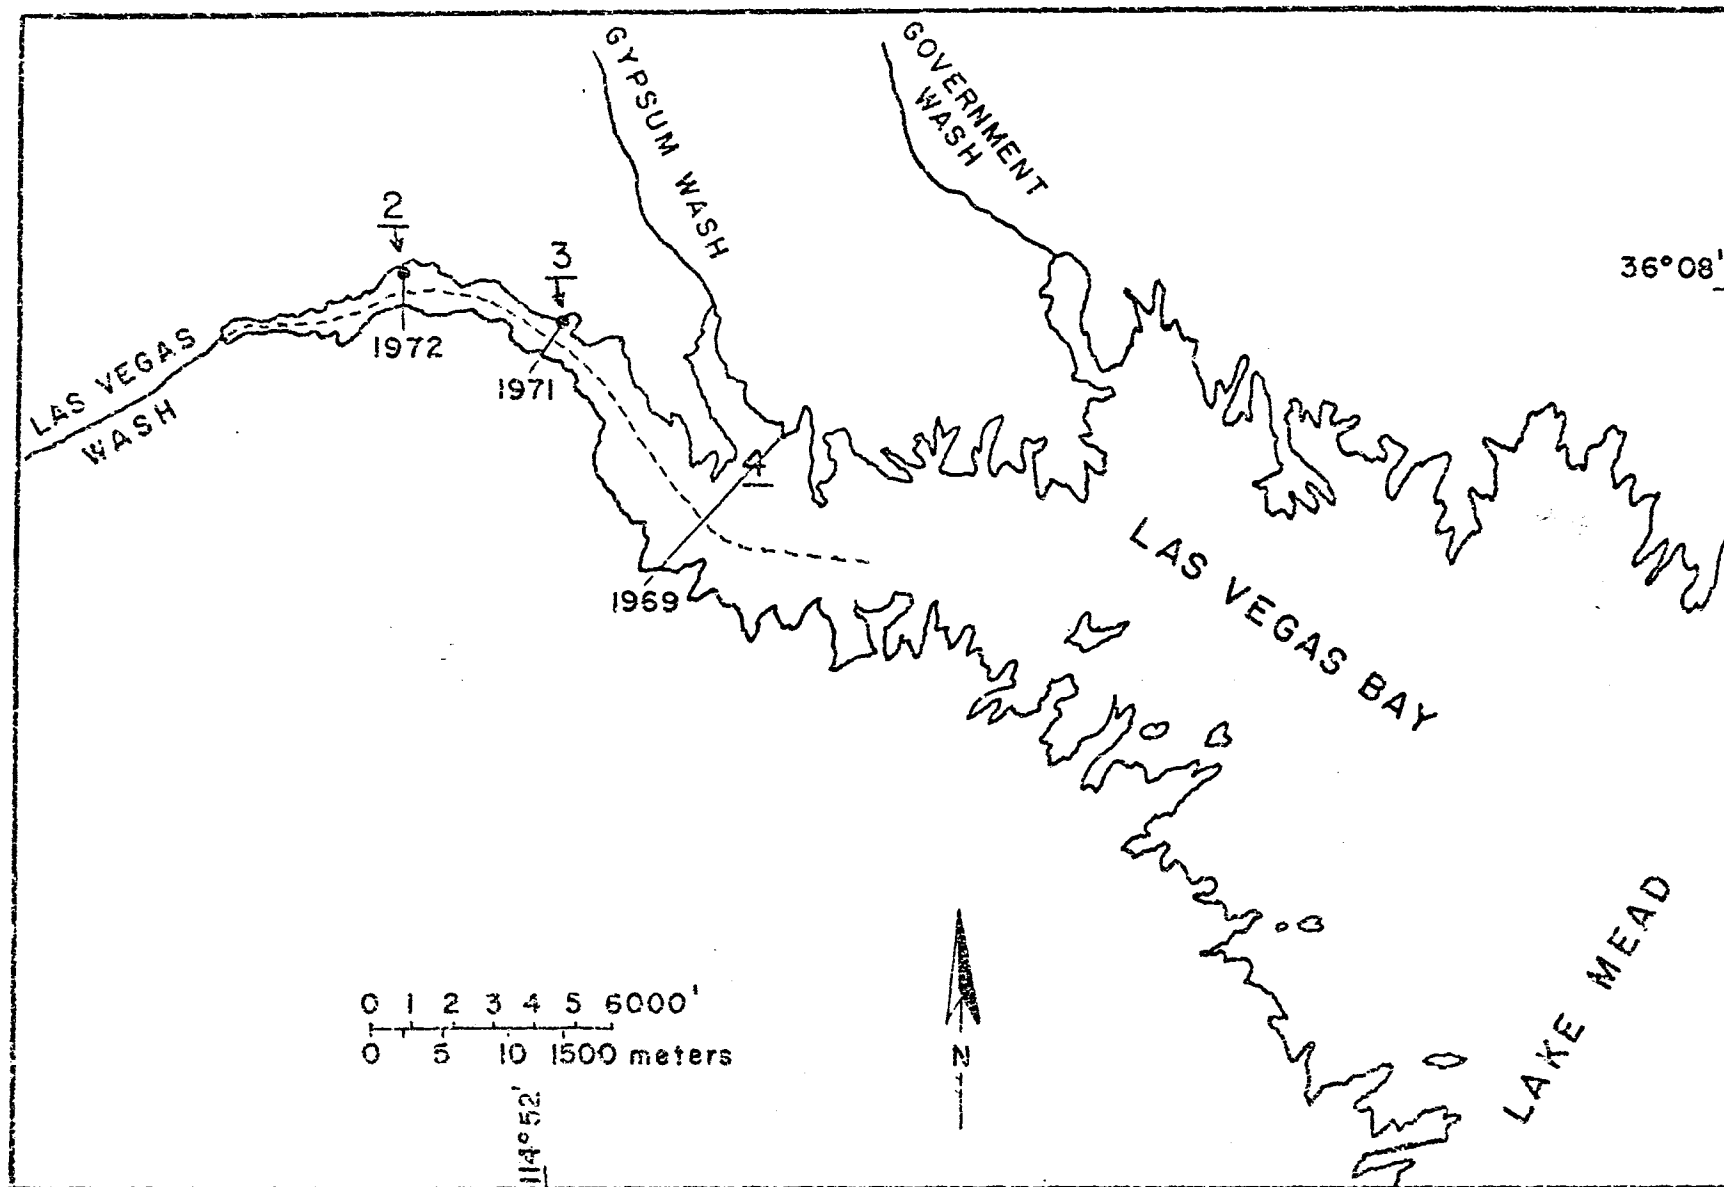 GYPSUM WASH
GOVERNMENT
WASH
36°08'
2
3
1972
1971
LAS VEGAS
WASH
4
1969
LAS VEGAS BAY
LAKE MEAD
0 1 2 3 4 5 6000'
0 5 10 1500 meters
N
114°52'